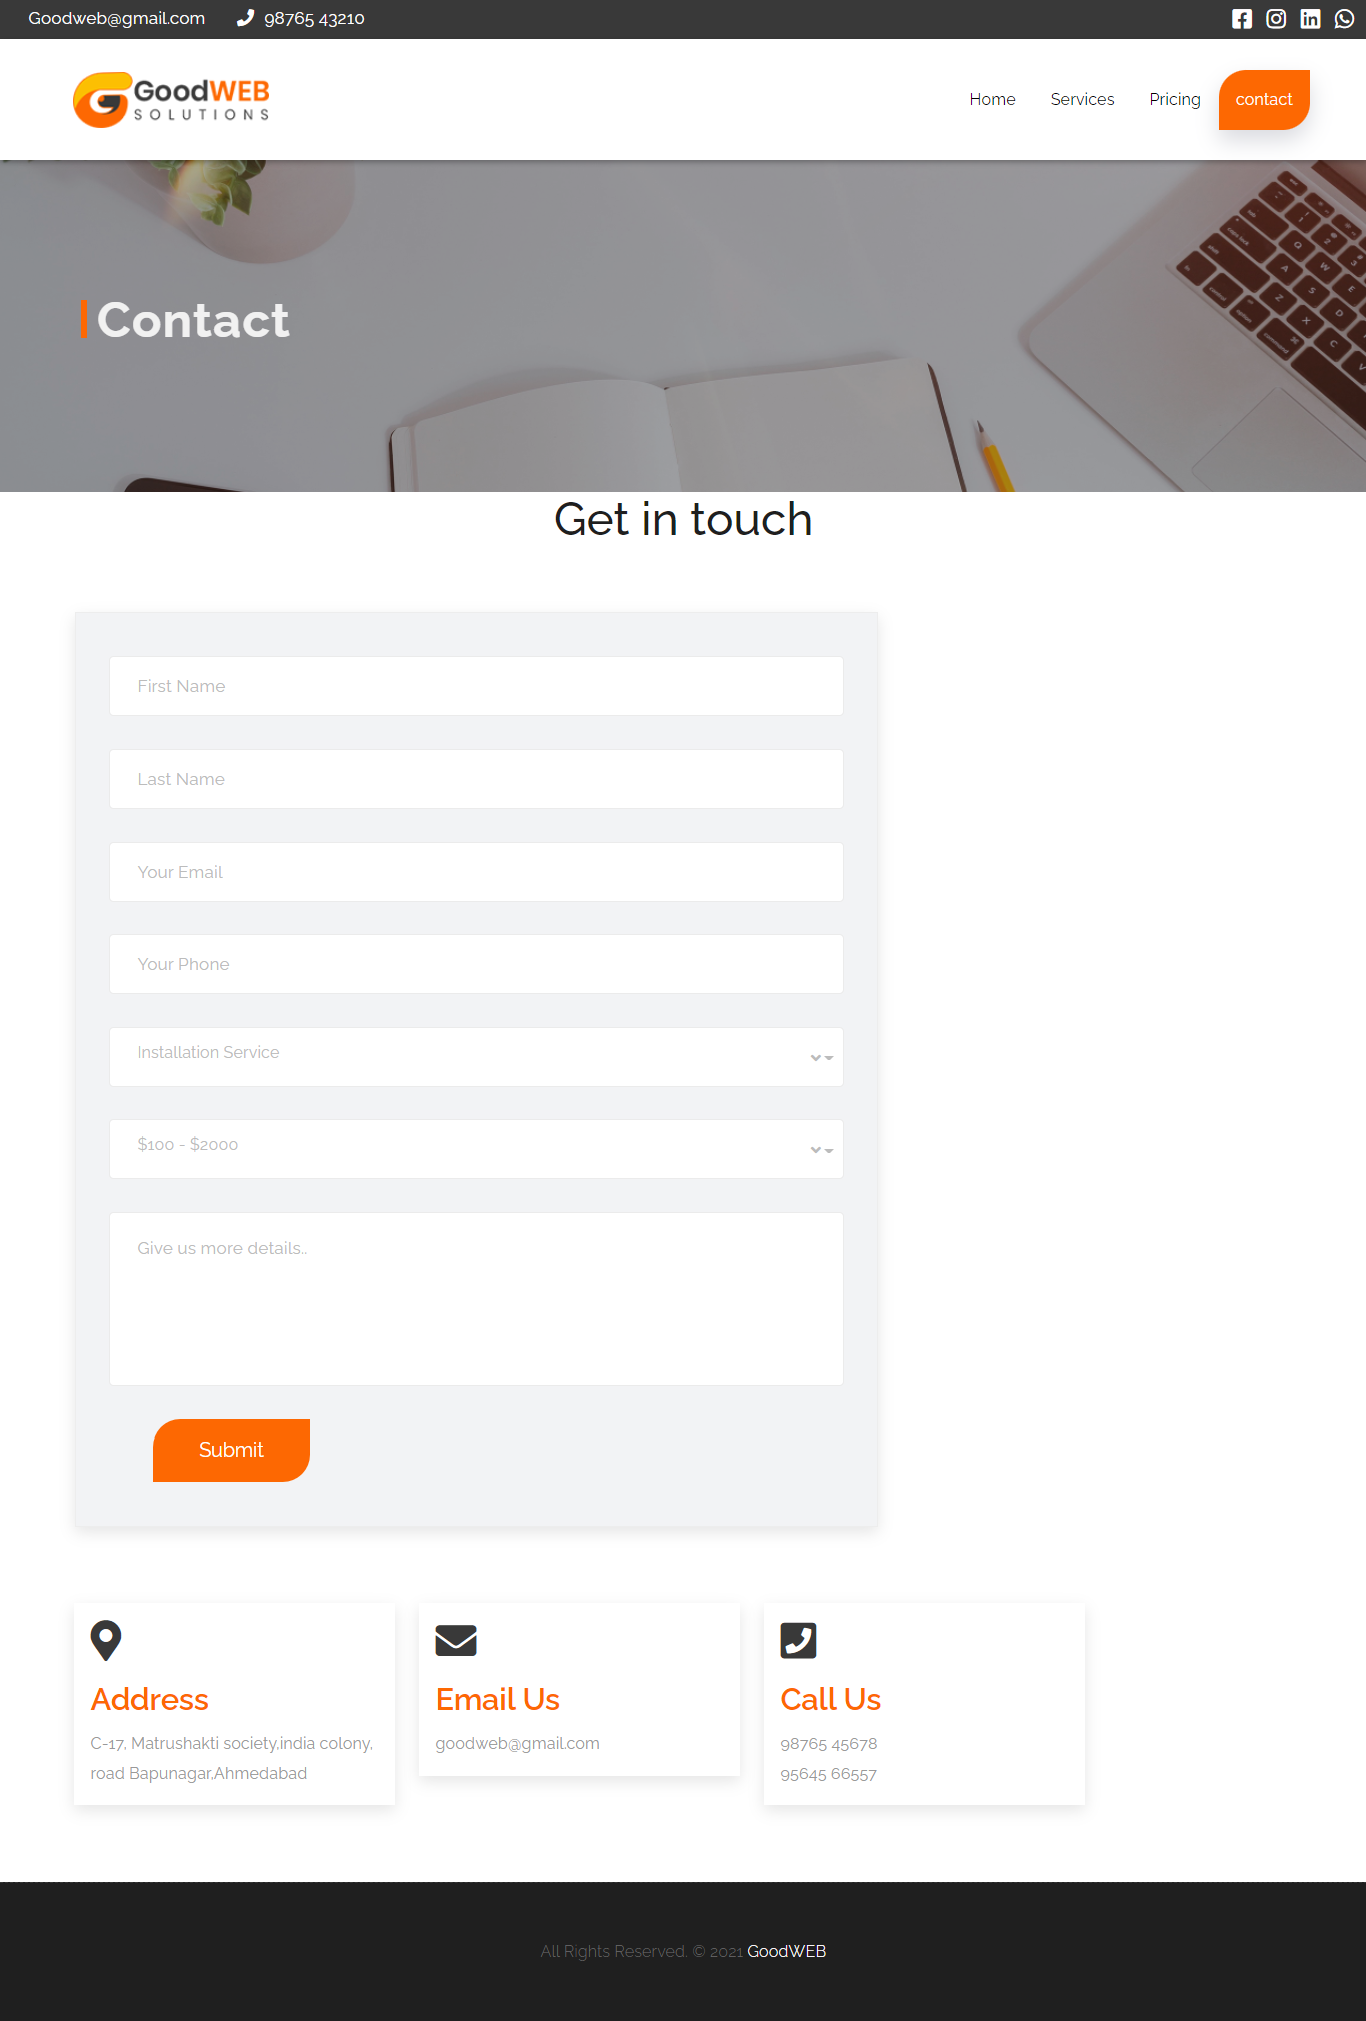 Goodweb@gmail.com 98765 43210
GoodWEB
SOLUTIONS
Home Services Pricing contact
Contact
Get in touch
First Name
Last Name
Your Email
Your Phone
Installation Service
$100 - $2000
Give us more details..
Submit
Address
C-17, Matrushakti society,india colony,
road Bapunagar,Ahmedabad
Email Us
goodweb@gmail.com
Call Us
98765 45678
95645 66557
All Rights Reserved. © 2021 GoodWEB